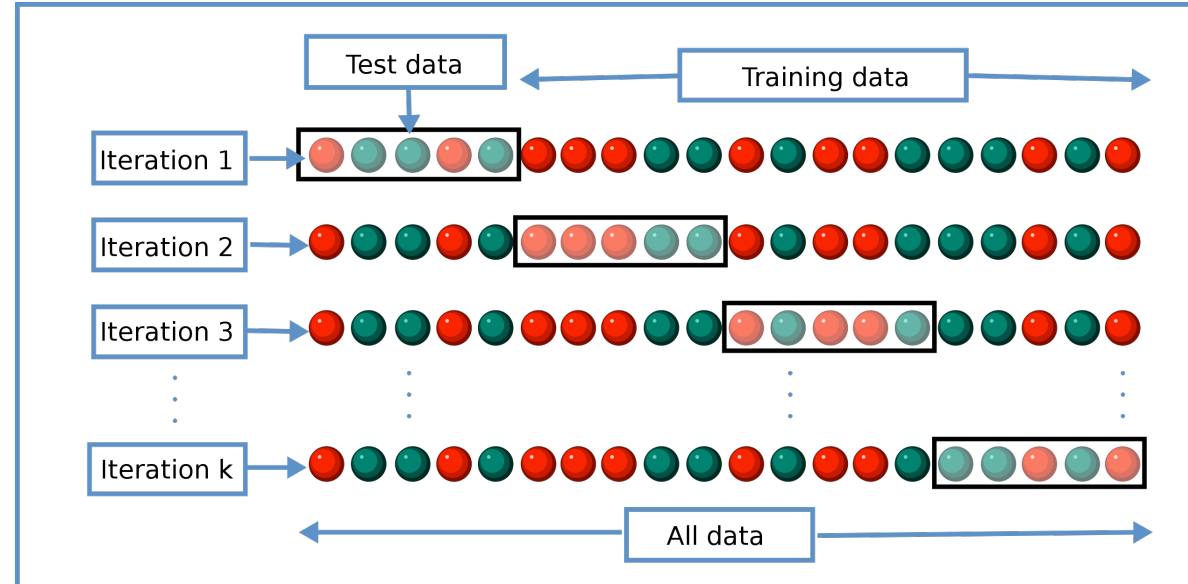 Test data
Training data
Iteration 1
Iteration 2
Iteration 3
Iteration k
All data